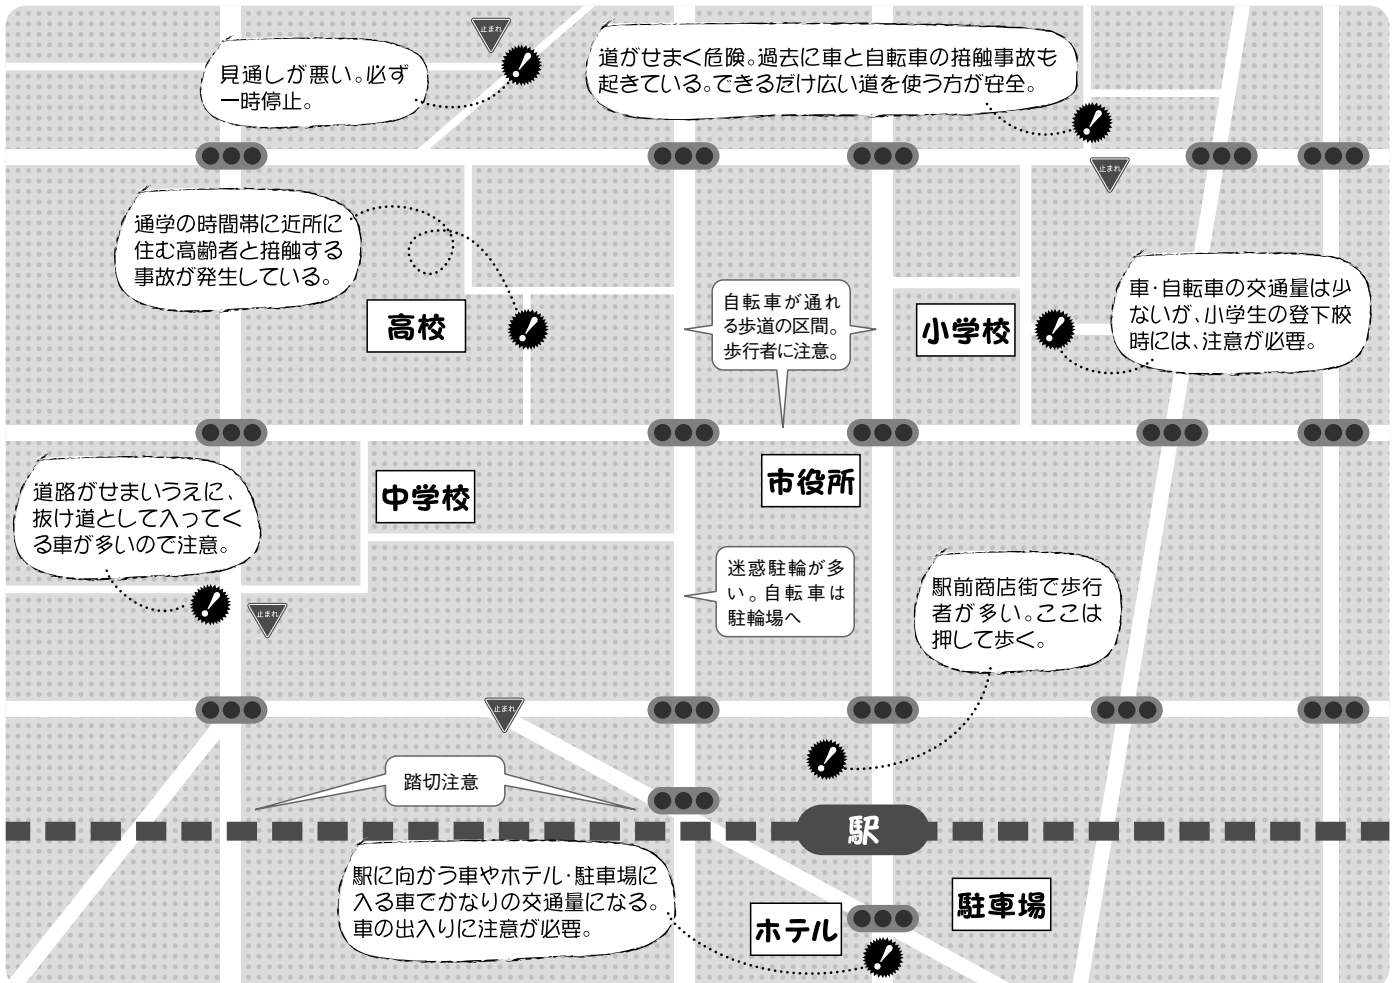 止まれ
見通しが悪い。必ず
一時停止。
道がせまく危険。過去に車と自転車の接触事故も
起きている。できるだけ広い道を使う方が安全。
止まれ
通学の時間帯に近所に
住む高齢者と接触する
事故が発生している。
高校
自転車が通れ
る歩道の区間。
歩行者に注意。
小学校
車・自転車の交通量は少
ないが、小学生の登下校
時には、注意が必要。
道路がせまいうえに、
抜け道として入ってく
る車が多いので注意。
中学校
市役所
止まれ
迷惑駐輪が多
い。自転車は
駐輪場へ
駅前商店街で歩行
者が多い。ここは
押して歩く。
止まれ
踏切注意
駅
駅に向かう車やホテル・駐車場に
入る車でかなりの交通量になる。
車の出入りに注意が必要。
ホテル
駐車場